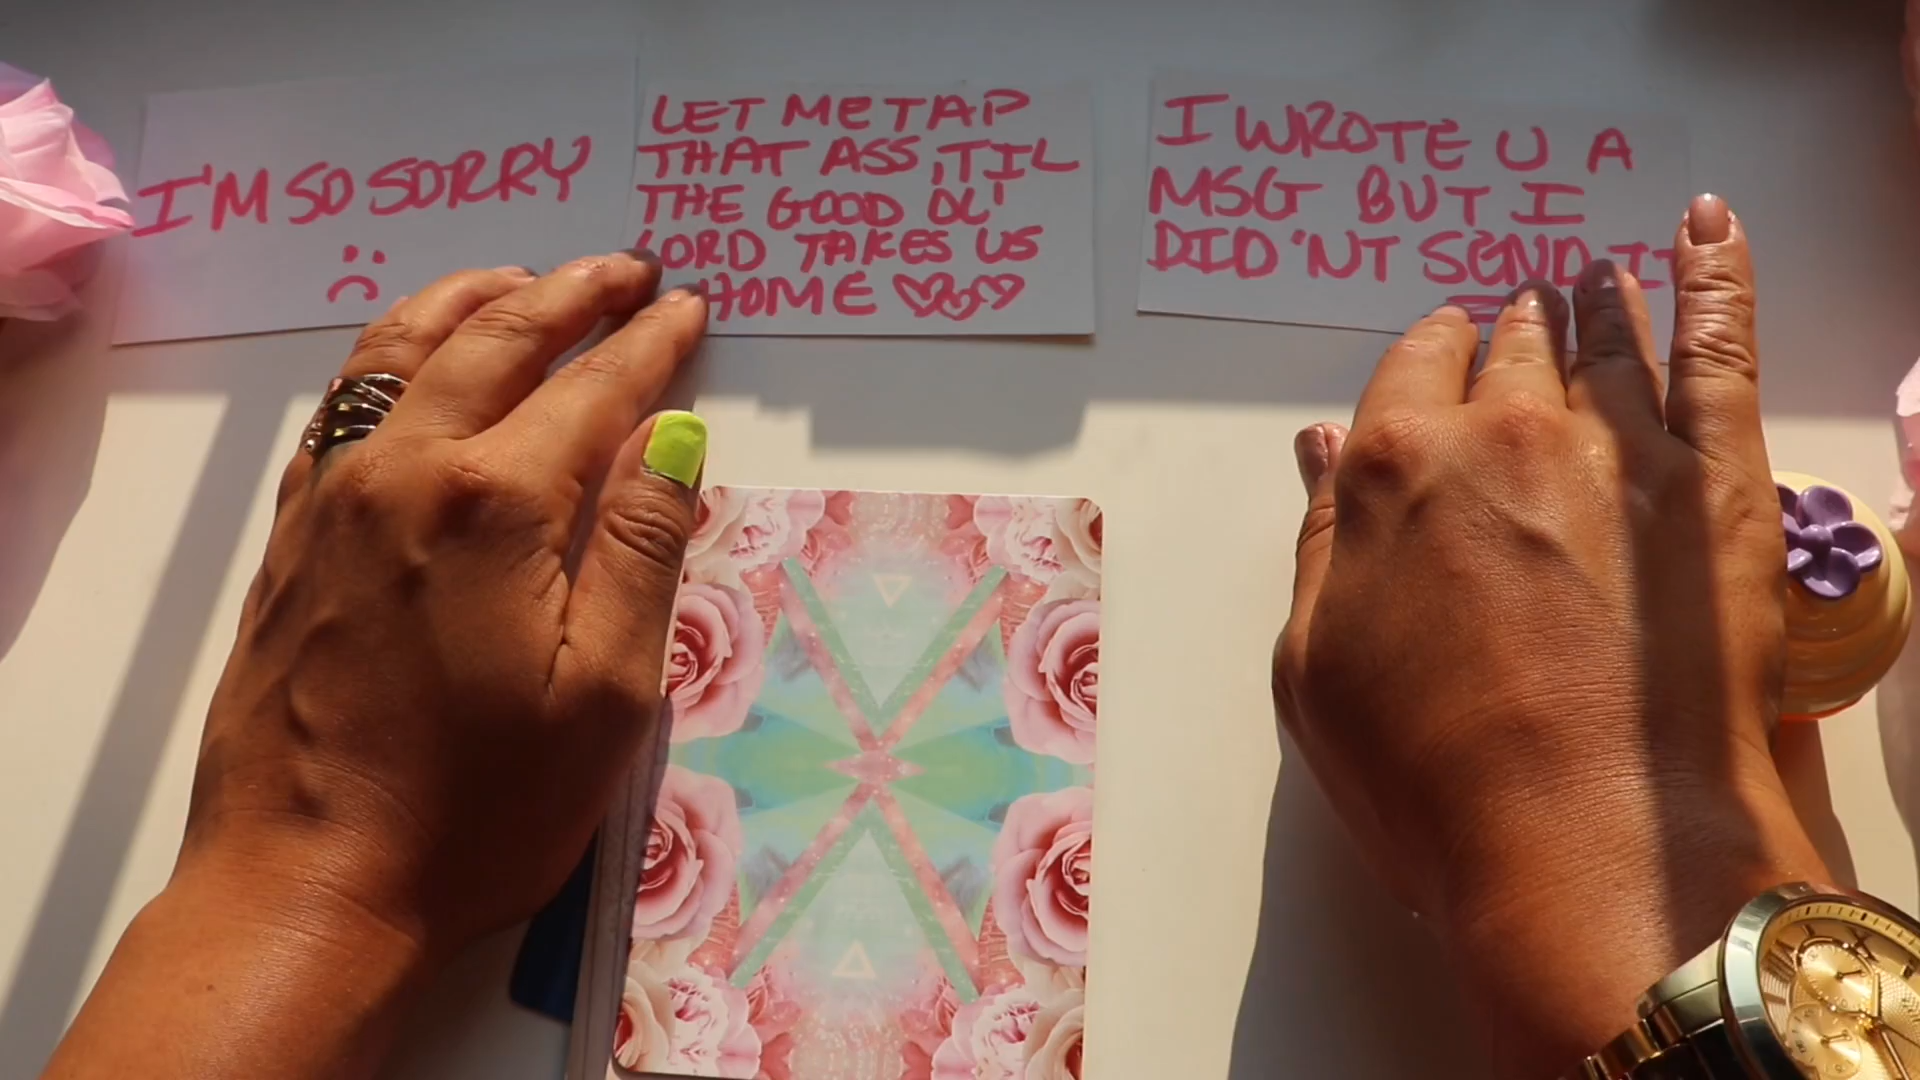 I'M SO SORRY
:(
LET ME TAP
THAT ASS, TIL
THE GOOD OL'
LORD TAKES US
HOME
I WROTE U A
MSG BUT I
DID'NT SEND IT